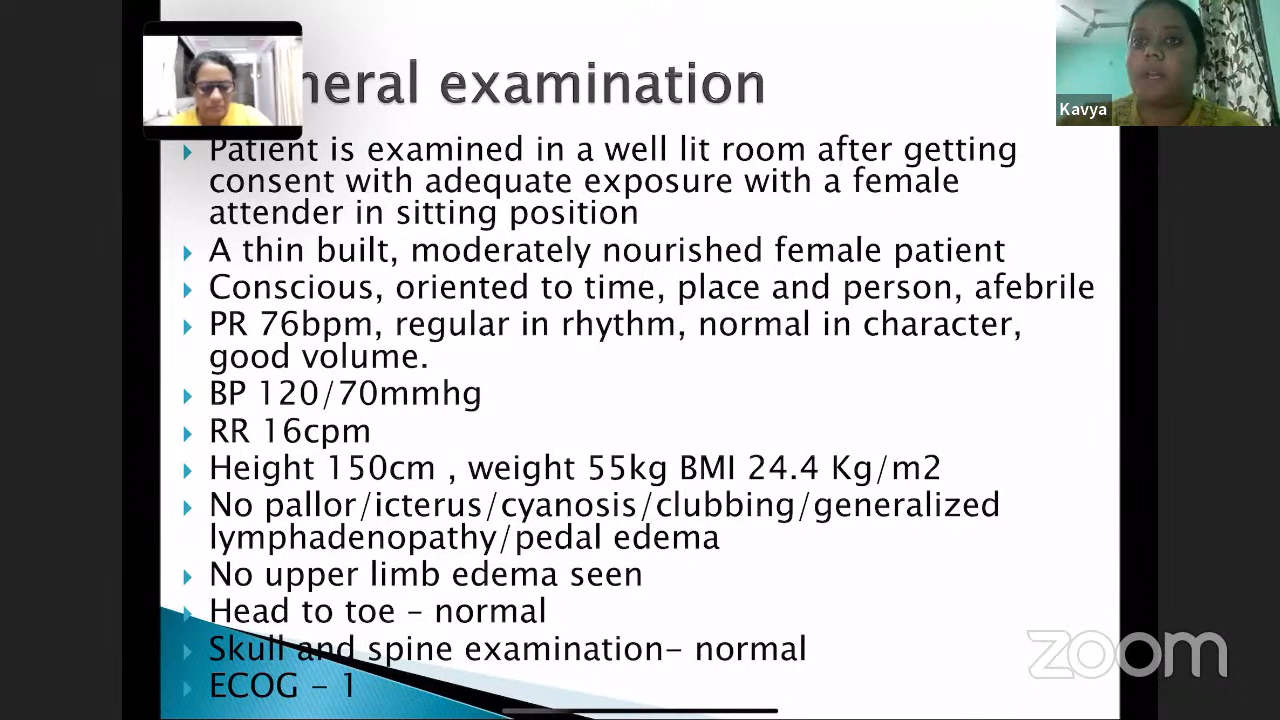 neral examination
Kavya
Patient is examined in a well lit room after getting
consent with adequate exposure with a female
attender in sitting position
A thin built, moderately nourished female patient
Conscious, oriented to time, place and person, afebrile
PR 76bpm, regular in rhythm, normal in character,
good volume.
BP 120/70mmhg
RR 16cpm
Height 150cm , weight 55kg BMI 24.4 Kg/m2
No pallor/icterus/cyanosis/clubbing/generalized
lymphadenopathy/pedal edema
No upper limb edema seen
Head to toe – normal
Skull and spine examination– normal
ECOG – 1
zoom